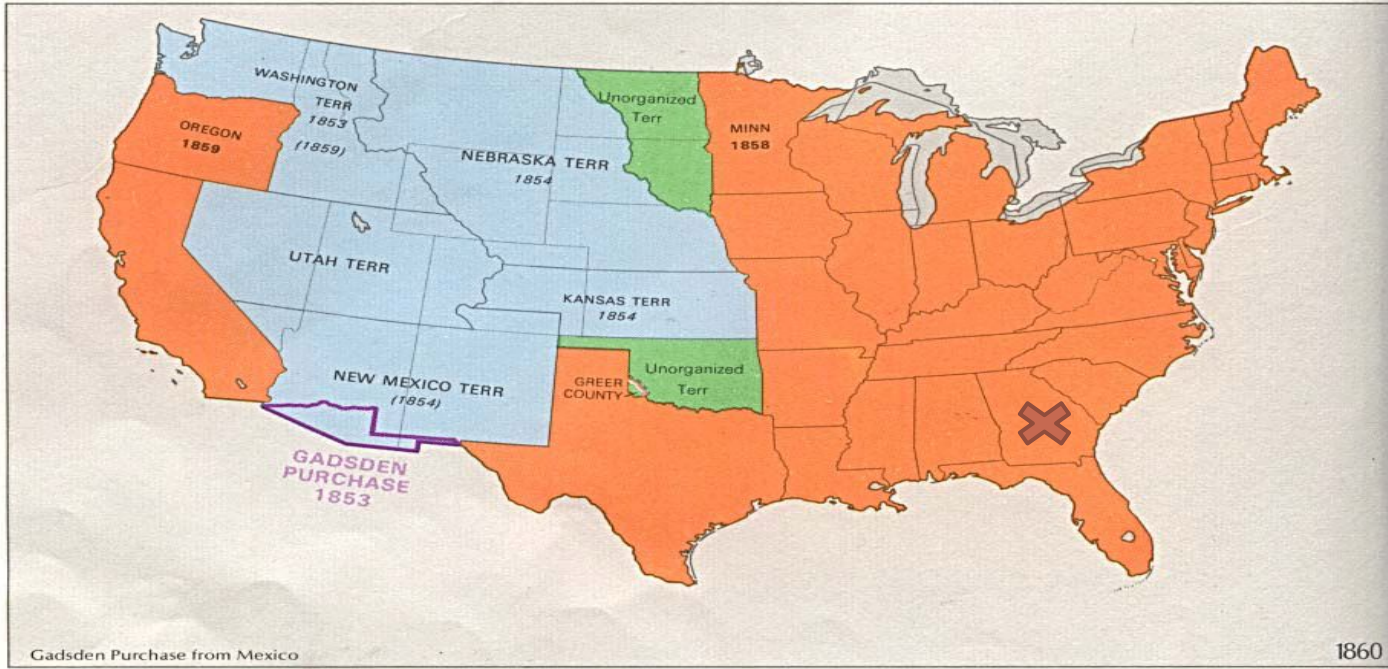 WASHINGTON
TERR
1853
(1859)
OREGON
1859
NEBRASKA TERR
1854
Unorganized
Terr
MINN
1858
UTAH TERR
KANSAS TERR
1854
NEW MEXICO TERR
(1854)
GREER
COUNTY
Unorganized
Terr
GADSDEN
PURCHASE
1853
Gadsden Purchase from Mexico
1860